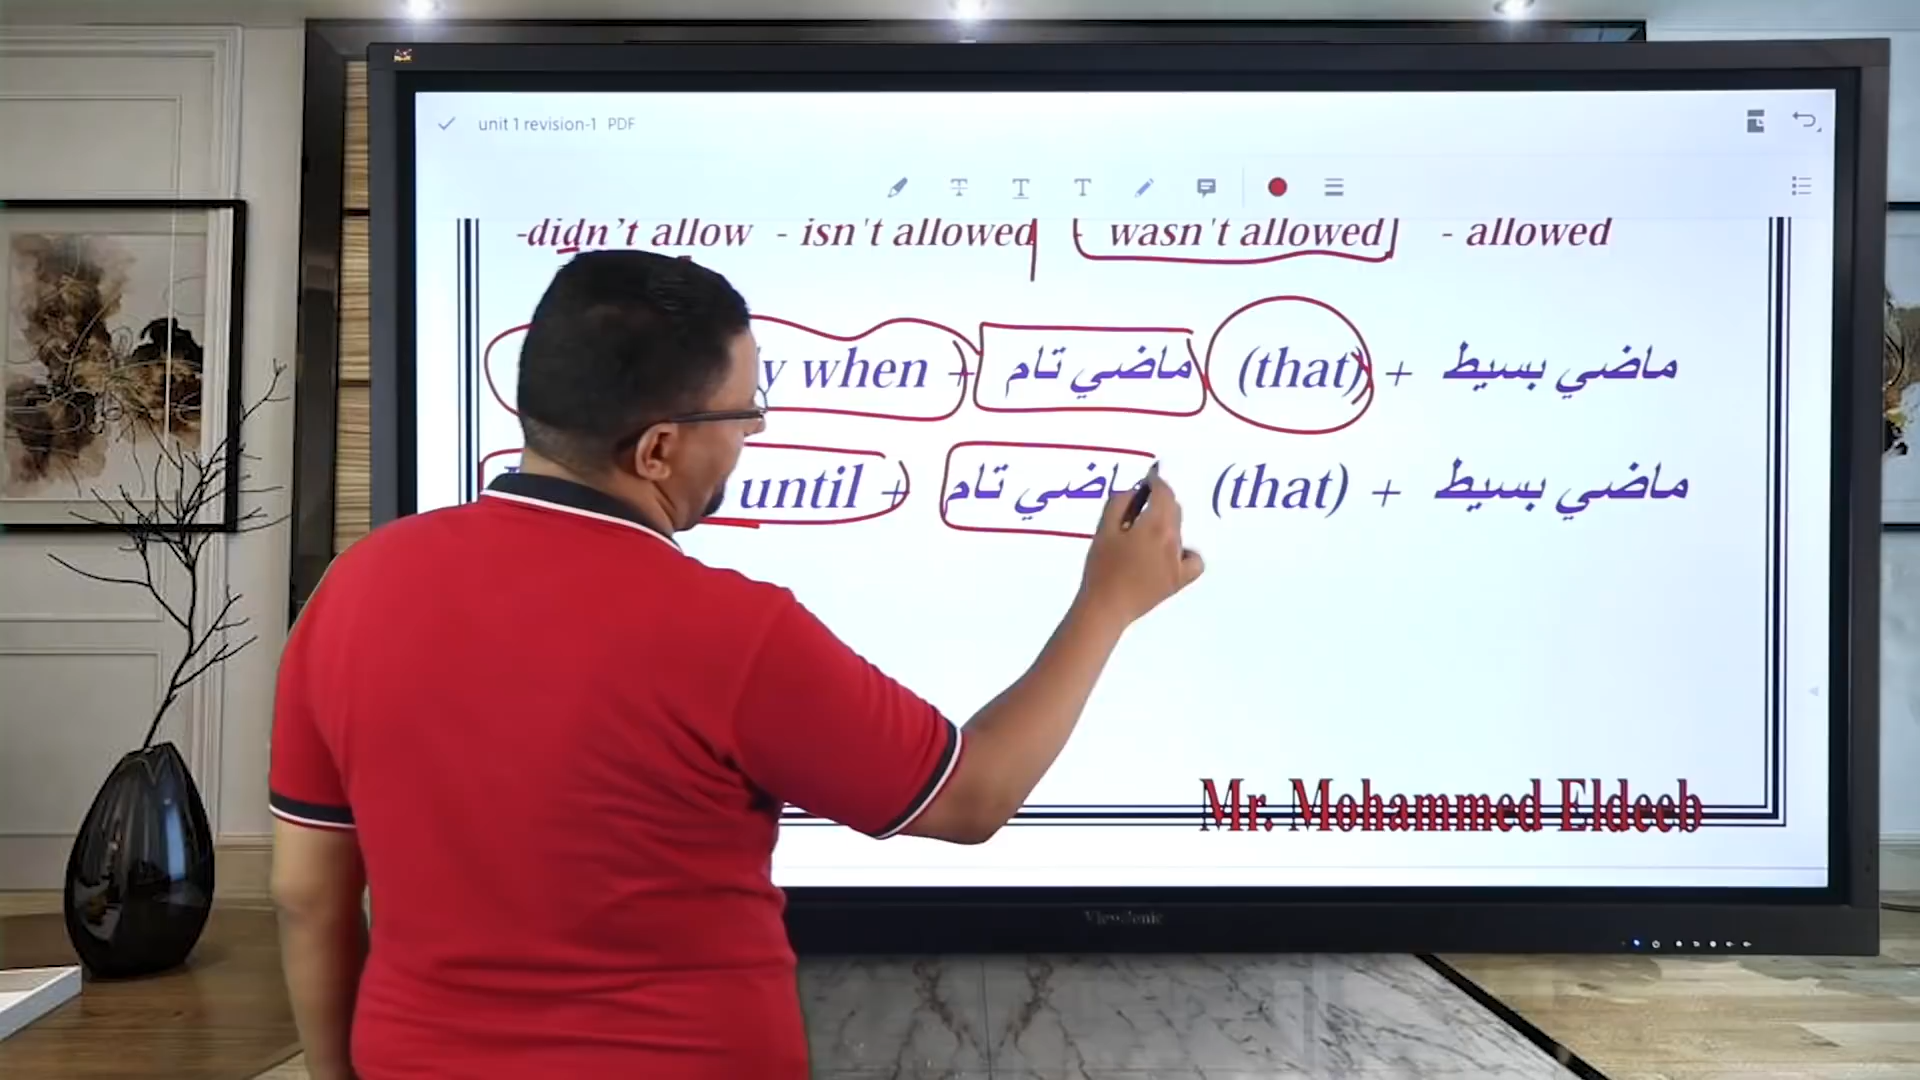 unit 1 revision-1 PDF
-didn't allow - isn't allowed - wasn't allowed - allowed
when + ماضي تام (that) + ماضي بسيط
until + ماضي تام (that) + ماضي بسيط
Mr. Mohammed Eldeeb
ViewSonic